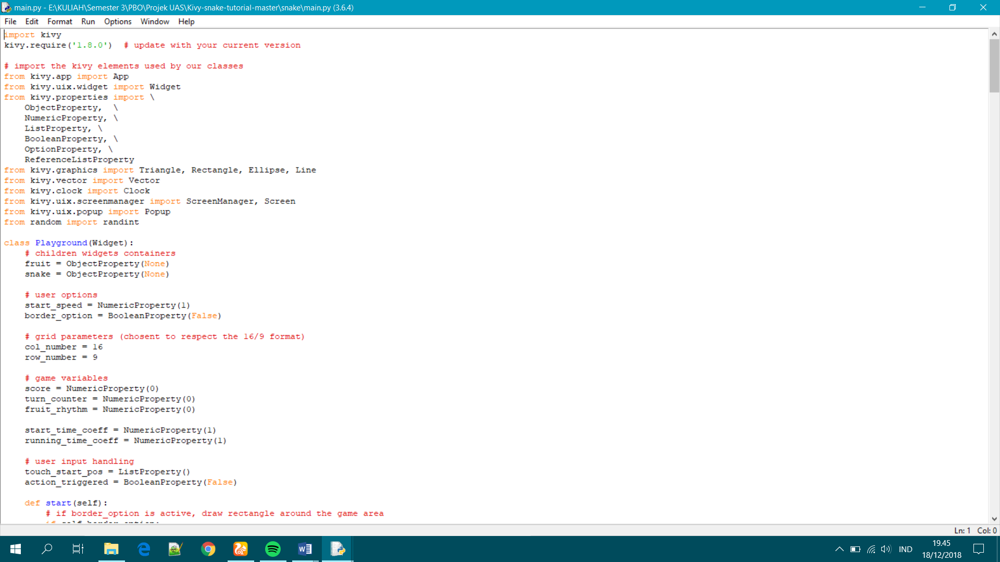 main.py - E:\KULIAH\Semester 3\PBO\Projek UAS\Kivy-snake-tutorial-master\snake\main.py (3.6.4)
File Edit Format Run Options Window Help
import kivy
kivy.require('1.8.0')  # update with your current version

# import the kivy elements used by our classes
from kivy.app import App
from kivy.uix.widget import Widget
from kivy.properties import \
    ObjectProperty,  \
    NumericProperty, \
    ListProperty, \
    BooleanProperty, \
    OptionProperty, \
    ReferenceListProperty
from kivy.graphics import Triangle, Rectangle, Ellipse, Line
from kivy.vector import Vector
from kivy.clock import Clock
from kivy.uix.screenmanager import ScreenManager, Screen
from kivy.uix.popup import Popup
from random import randint

class Playground(Widget):
    # children widgets containers
    fruit = ObjectProperty(None)
    snake = ObjectProperty(None)

    # user options
    start_speed = NumericProperty(1)
    border_option = BooleanProperty(False)

    # grid parameters (chosent to respect the 16/9 format)
    col_number = 16
    row_number = 9

    # game variables
    score = NumericProperty(0)
    turn_counter = NumericProperty(0)
    fruit_rhythm = NumericProperty(0)

    start_time_coeff = NumericProperty(1)
    running_time_coeff = NumericProperty(1)

    # user input handling
    touch_start_pos = ListProperty()
    action_triggered = BooleanProperty(False)

    def start(self):
        # if border_option is active, draw rectangle around the game area
        if self.border_option:
Ln: 1 Col: 0
IND
19.45
18/12/2018